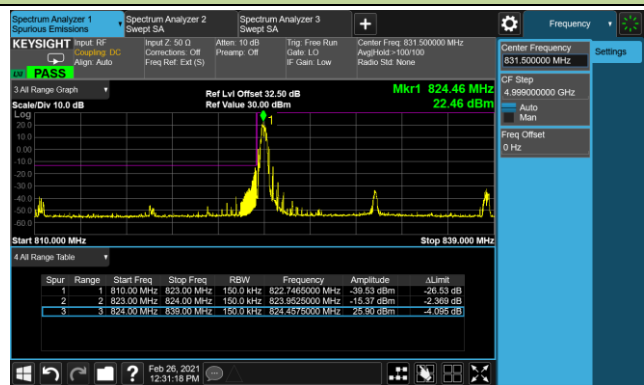 Spectrum Analyzer 1
Spurious Emissions
Spectrum Analyzer 2
Swept SA
Spectrum Analyzer 3
Swept SA
Frequency
KEYSIGHT
Input: RF
Coupling: DC
Align: Auto
Input Z: 50 Ω
Corrections: Off
Freq Ref: Ext (S)
Atten: 10 dB
Preamp: Off
Trig: Free Run
Gate: LO
IF Gain: Low
Center Freq: 831.500000 MHz
Avg|Hold:>100/100
Radio Std: None
PASS
Center Frequency
831.500000 MHz
Settings
CF Step
4.999000000 GHz
Auto
Man
Freq Offset
0 Hz
3 All Range Graph
Scale/Div 10.0 dB
Ref Lvl Offset 32.50 dB
Ref Value 30.00 dBm
Mkr1 824.46 MHz
22.46 dBm
Log
1
20.0
10.0
0.00
-10.0
-20.0
-30.0
-40.0
-50.0
-60.0
Start 810.000 MHz
Stop 839.000 MHz
4 All Range Table
Spur Range Start Freq Stop Freq RBW Frequency Amplitude ΔLimit
1 1 810.00 MHz 823.00 MHz 150.0 kHz 822.7465000 MHz -39.53 dBm -26.53 dB
2 2 823.00 MHz 824.00 MHz 150.0 kHz 823.9525000 MHz -15.37 dBm -2.369 dB
3 3 824.00 MHz 839.00 MHz 150.0 kHz 824.4575000 MHz 25.90 dBm -4.095 dB
?
Feb 26, 2021
12:31:18 PM